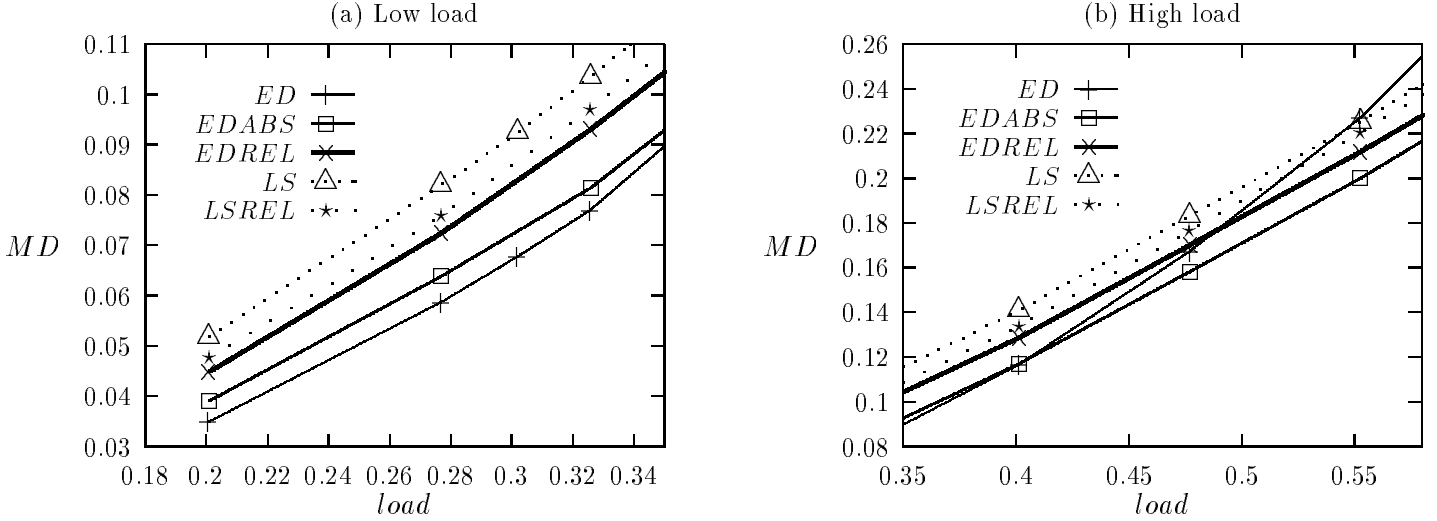 (a) Low load
0.11
0.1
0.09
0.08
0.07
0.06
0.05
0.04
0.03
MD
ED
EDABS
EDREL
LS
LSREL
0.18 0.2 0.22 0.24 0.26 0.28 0.3 0.32 0.34
load
(b) High load
0.26
0.24
0.22
0.2
0.18
0.16
0.14
0.12
0.1
0.08
MD
ED
EDABS
EDREL
LS
LSREL
0.35 0.4 0.45 0.5 0.55
load